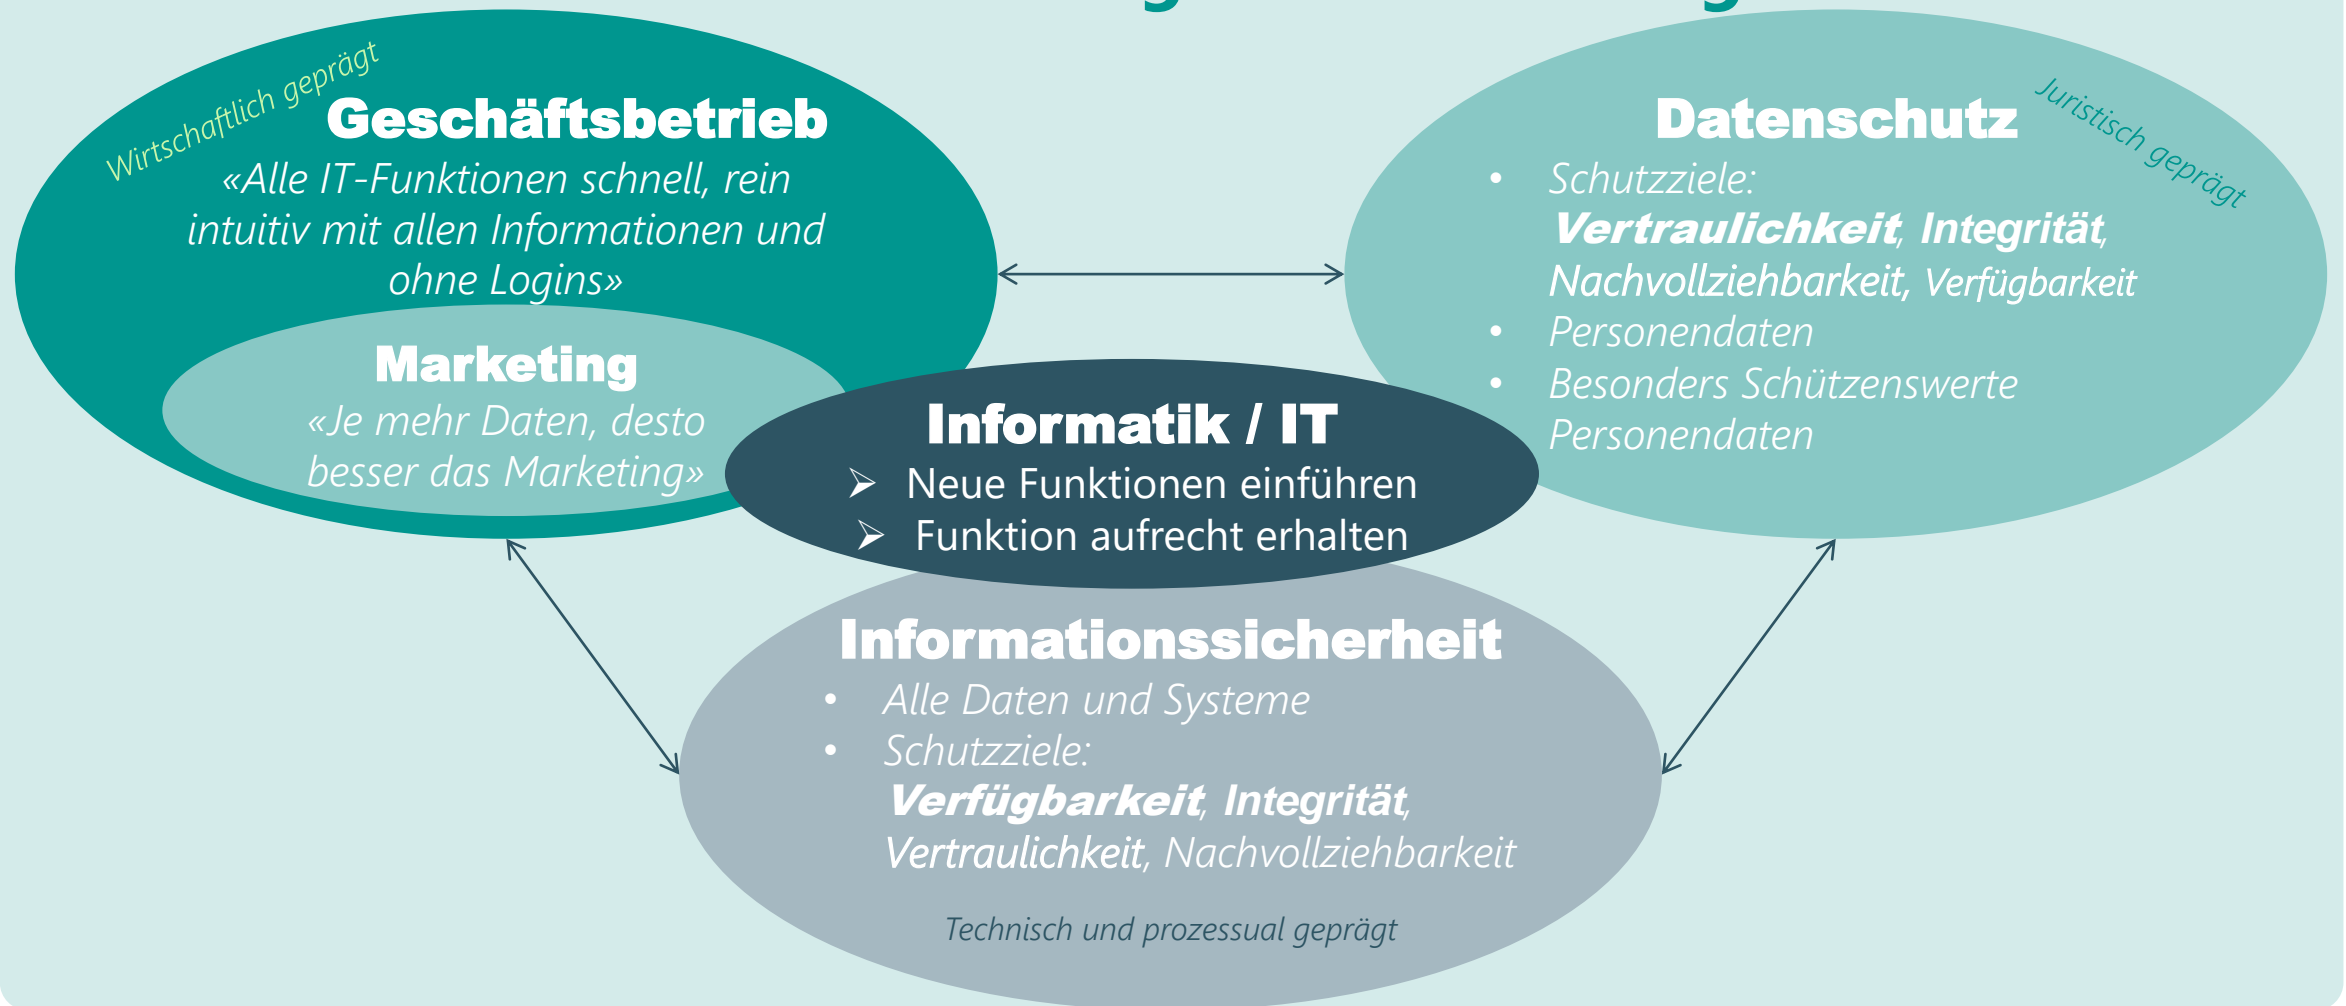 Wirtschaftlich geprägt
Geschäftsbetrieb
«Alle IT-Funktionen schnell, rein
intuitiv mit allen Informationen und
ohne Logins»
Marketing
«Je mehr Daten, desto
besser das Marketing»
Datenschutz
Juristisch geprägt
• Schutzziele:
Vertraulichkeit, Integrität,
Nachvollziehbarkeit, Verfügbarkeit
• Personendaten
• Besonders Schützenswerte
Personendaten
Informatik / IT
➢ Neue Funktionen einführen
➢ Funktion aufrecht erhalten
Informationssicherheit
• Alle Daten und Systeme
• Schutzziele:
Verfügbarkeit, Integrität,
Vertraulichkeit, Nachvollziehbarkeit
Technisch und prozessual geprägt